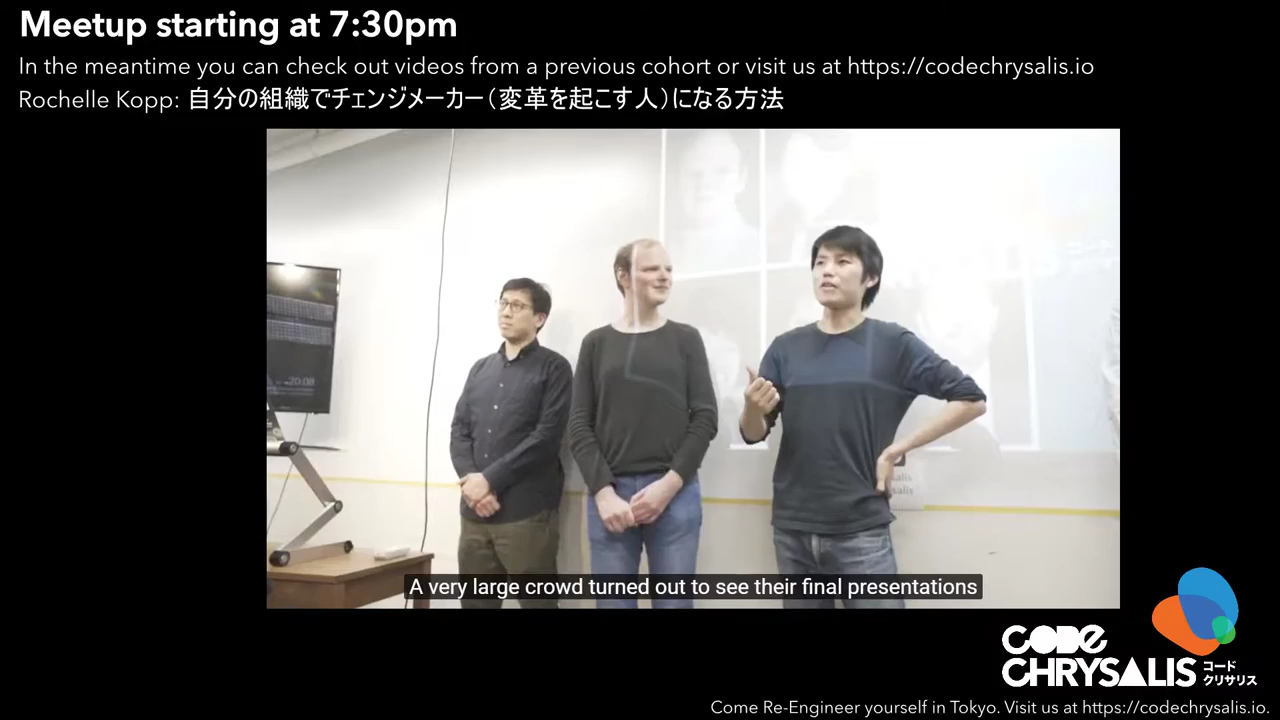 Meetup starting at 7:30pm
In the meantime you can check out videos from a previous cohort or visit us at https://codechrysalis.io
Rochelle Kopp: 自分の組織でチェンジメーカー（変革を起こす人）になる方法
20:08
alis
salis
A very large crowd turned out to see their final presentations
CODE
CHRYSALIS
コード
クリサリス
Come Re-Engineer yourself in Tokyo. Visit us at https://codechrysalis.io.